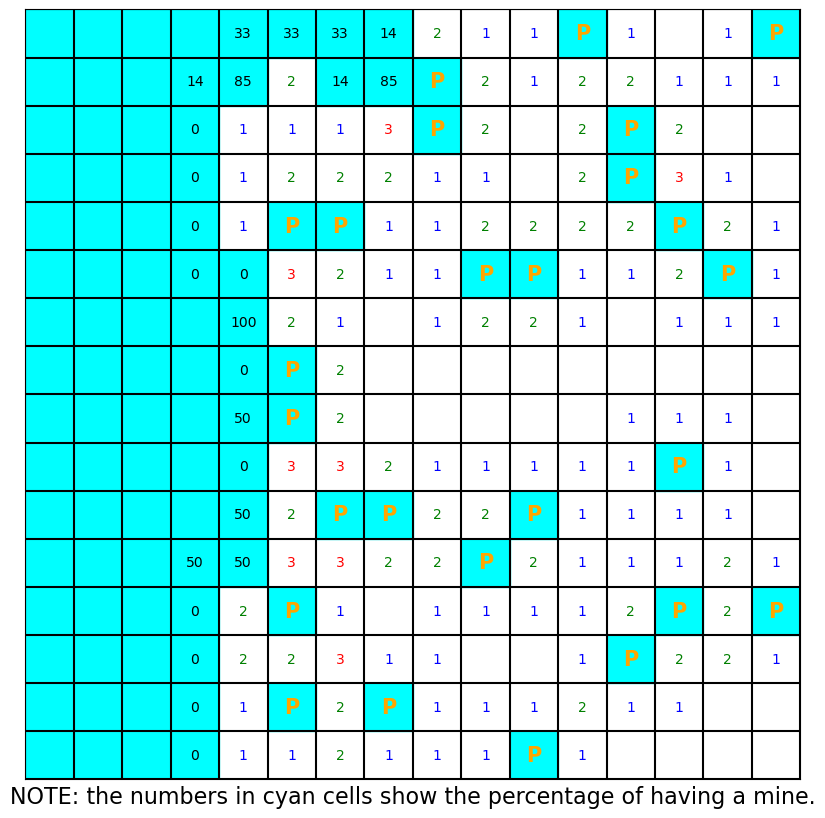 33 33 33 14 2 1 1 P 1 1 P
14 85 2 14 85 P 2 1 2 2 1 1 1
0 1 1 1 3 P 2 2 P 2
0 1 2 2 2 1 1 2 P 3 1
0 1 P P 1 1 2 2 2 2 P 2 1
0 0 3 2 1 1 P P 1 1 2 P 1
100 2 1 1 2 2 1 1 1 1
0 P 2
50 P 2 1 1 1
0 3 3 2 1 1 1 1 1 P 1
50 2 P P 2 2 P 1 1 1 1
50 50 3 3 2 2 P 2 1 1 1 2 1
0 2 P 1 1 1 1 1 2 P 2 P
0 2 2 3 1 1 1 P 2 2 1
0 1 P 2 P 1 1 1 2 1 1
0 1 1 2 1 1 1 P 1
NOTE: the numbers in cyan cells show the percentage of having a mine.